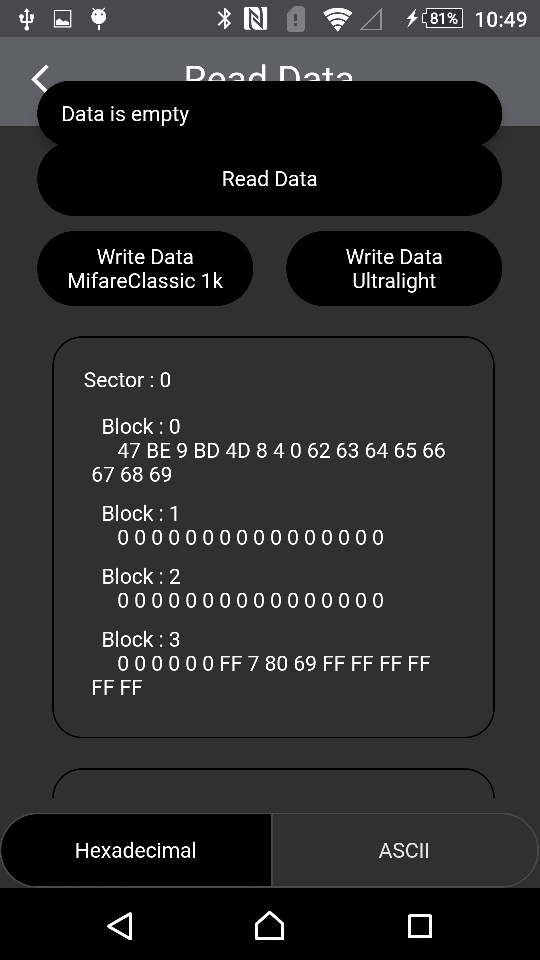 81% 10:49
Read Data
Data is empty
Read Data
Write Data
MifareClassic 1k
Write Data
Ultralight
Sector : 0
Block : 0
47 BE 9 BD 4D 8 4 0 62 63 64 65 66
67 68 69
Block : 1
0 0 0 0 0 0 0 0 0 0 0 0 0 0 0 0
Block : 2
0 0 0 0 0 0 0 0 0 0 0 0 0 0 0 0
Block : 3
0 0 0 0 0 0 FF 7 80 69 FF FF FF FF
FF FF
Hexadecimal
ASCII